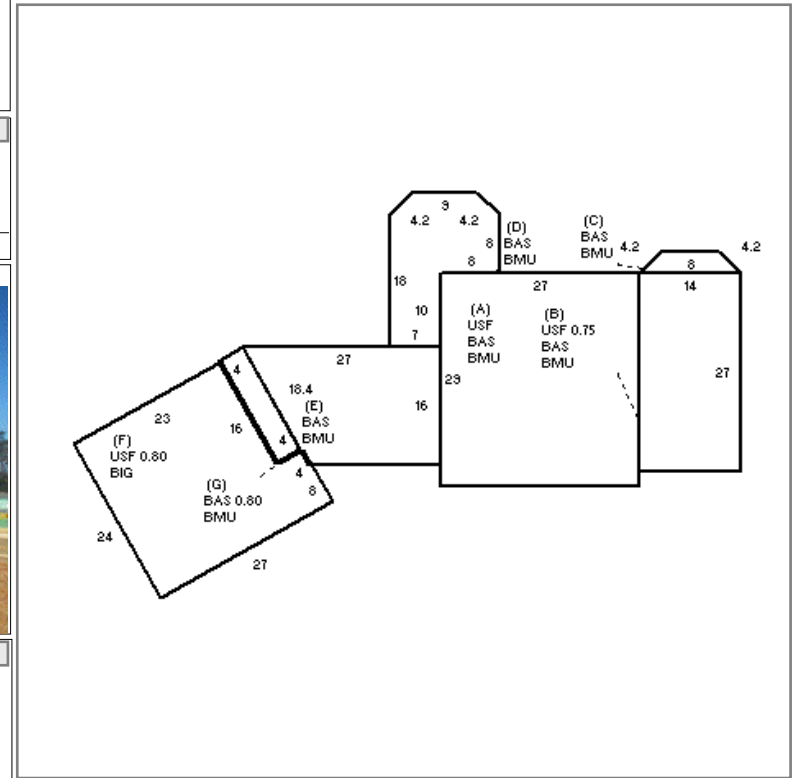 9
4.2
4.2
(D)
BAS
BMU
8
8
18
10
7
(C)
BAS
BMU
4.2
4.2
8
27
14
(A)
USF
BAS
BMU
(B)
USF 0.75
BAS
BMU
27
29
27
4
18.4
(E)
BAS
BMU
16
23
16
(F)
USF 0.80
BIG
4
4
8
(G)
BAS 0.80
BMU
24
27